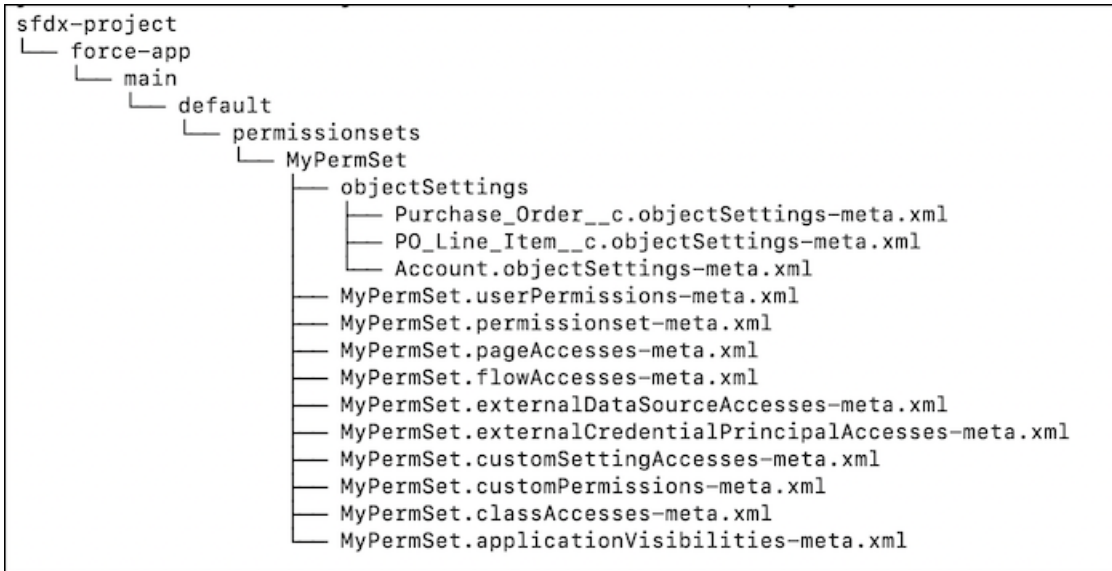 sfdx-project
└── force-app
    └── main
        └── default
            └── permissionsets
                └── MyPermSet
                    ├── objectSettings
                    │   ├── Purchase_Order__c.objectSettings-meta.xml
                    │   ├── PO_Line_Item__c.objectSettings-meta.xml
                    │   └── Account.objectSettings-meta.xml
                    ├── MyPermSet.userPermissions-meta.xml
                    ├── MyPermSet.permissionset-meta.xml
                    ├── MyPermSet.pageAccesses-meta.xml
                    ├── MyPermSet.flowAccesses-meta.xml
                    ├── MyPermSet.externalDataSourceAccesses-meta.xml
                    ├── MyPermSet.externalCredentialPrincipalAccesses-meta.xml
                    ├── MyPermSet.customSettingAccesses-meta.xml
                    ├── MyPermSet.customPermissions-meta.xml
                    ├── MyPermSet.classAccesses-meta.xml
                    └── MyPermSet.applicationVisibilities-meta.xml